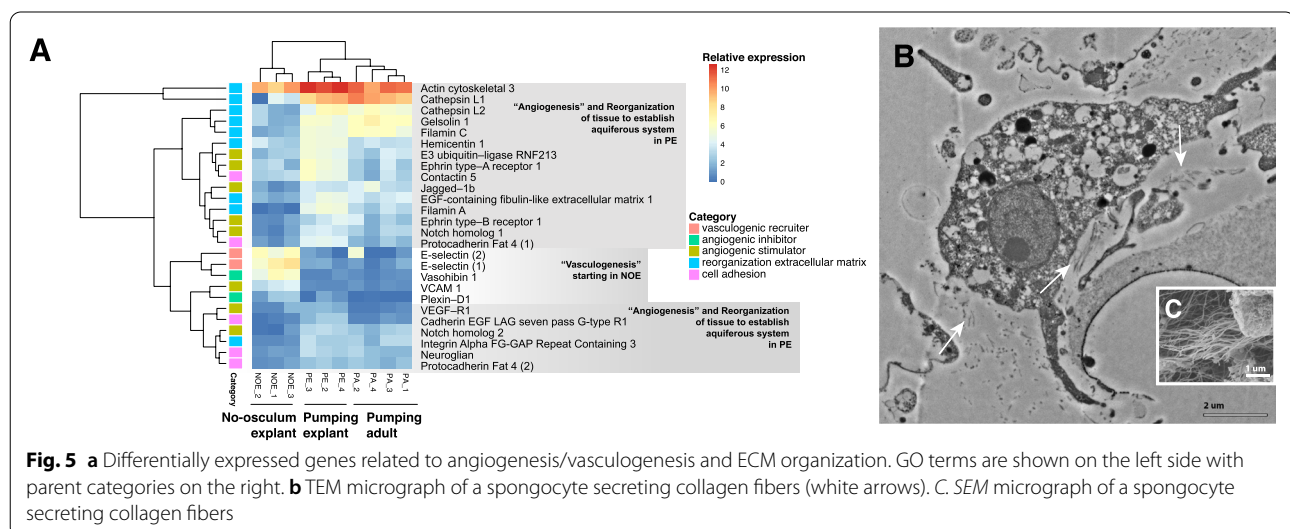 A
Relative expression
12
10
8
6
4
2
0
Actin cytoskeletal 3
Cathepsin L1
Cathepsin L2
Gelsolin 1
Filamin C
Hemicentin 1
E3 ubiquitin–ligase RNF213
Ephrin type–A receptor 1
Contactin 5
Jagged–1b
EGF-containing fibulin-like extracellular matrix 1
Filamin A
Ephrin type–B receptor 1
Notch homolog 1
Protocadherin Fat 4 (1)
E–selectin (2)
E–selectin (1)
Vasohibin 1
VCAM 1
Plexin–D1
VEGF–R1
Cadherin EGF LAG seven pass G-type R1
Notch homolog 2
Integrin Alpha FG-GAP Repeat Containing 3
Neuroglian
Protocadherin Fat 4 (2)
“Angiogenesis” and Reorganization
of tissue to establish
aquiferous system
in PE
“Vasculogenesis”
starting in NOE
“Angiogenesis” and Reorganization
of tissue to establish
aquiferous system
in PE
Category
vasculogenic recruiter
angiogenic inhibitor
angiogenic stimulator
reorganization extracellular matrix
cell adhesion
Category
NOE_2
NOE_1
NOE_3
PE_3
PE_2
PE_4
PA_2
PA_4
PA_3
PA_1
No-osculum
explant
Pumping
explant
Pumping
adult
B
C
1 um
2 um
Fig. 5 a Differentially expressed genes related to angiogenesis/vasculogenesis and ECM organization. GO terms are shown on the left side with
parent categories on the right. b TEM micrograph of a spongocyte secreting collagen fibers (white arrows). C. SEM micrograph of a spongocyte
secreting collagen fibers